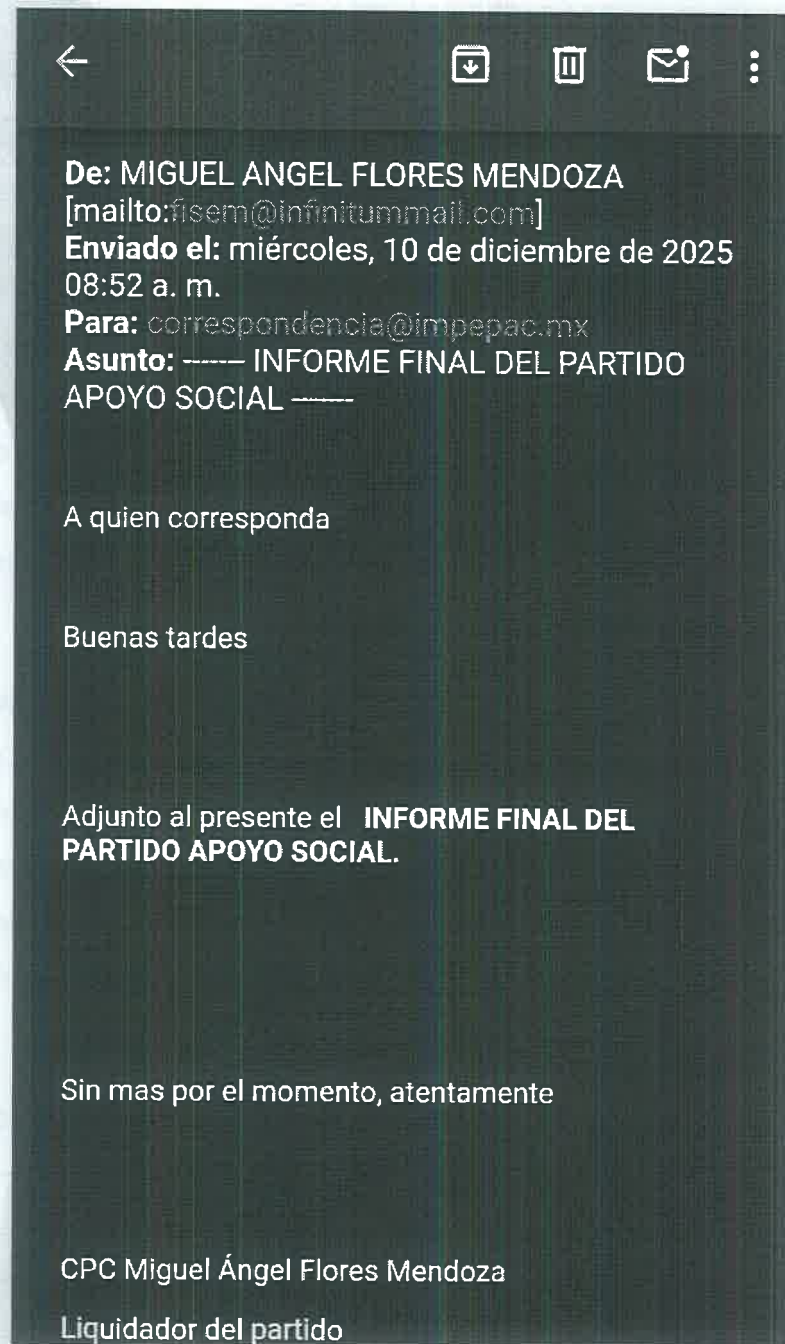 De: MIGUEL ANGEL FLORES MENDOZA
[mailto:fisem@infinitummail.com]
Enviado el: miércoles, 10 de diciembre de 2025
08:52 a. m.
Para: correspondencia@impepac.mx
Asunto: ------ INFORME FINAL DEL PARTIDO
APOYO SOCIAL ------
A quien corresponda
Buenas tardes
Adjunto al presente el INFORME FINAL DEL
PARTIDO APOYO SOCIAL.
Sin mas por el momento, atentamente
CPC Miguel Ángel Flores Mendoza
Liquidador del partido